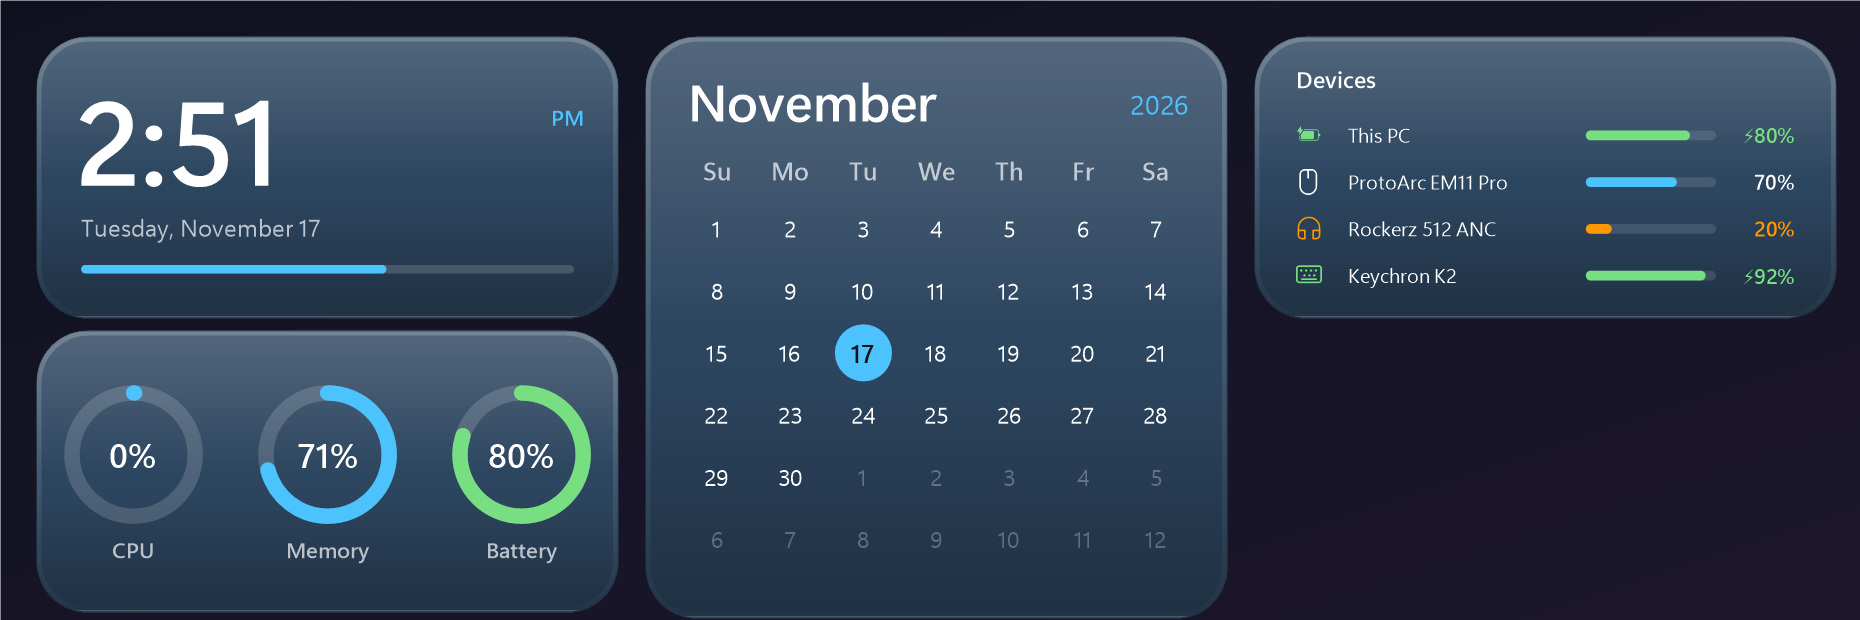 2:51 PM
Tuesday, November 17
0% 71% 80%
CPU Memory Battery
November 2026
Su Mo Tu We Th Fr Sa
1 2 3 4 5 6 7
8 9 10 11 12 13 14
15 16 17 18 19 20 21
22 23 24 25 26 27 28
29 30 1 2 3 4 5
6 7 8 9 10 11 12
Devices
This PC ⚡80%
ProtoArc EM11 Pro 70%
Rockerz 512 ANC 20%
Keychron K2 ⚡92%